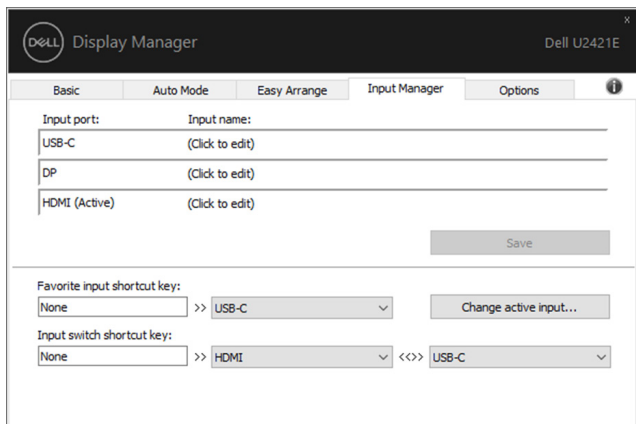 DELL Display Manager Dell U2421E x
Basic Auto Mode Easy Arrange Input Manager Options i
Input port: Input name:
USB-C (Click to edit)
DP (Click to edit)
HDMI (Active) (Click to edit)
Save
Favorite input shortcut key:
None >> USB-C Change active input...
Input switch shortcut key:
None >> HDMI <<>> USB-C